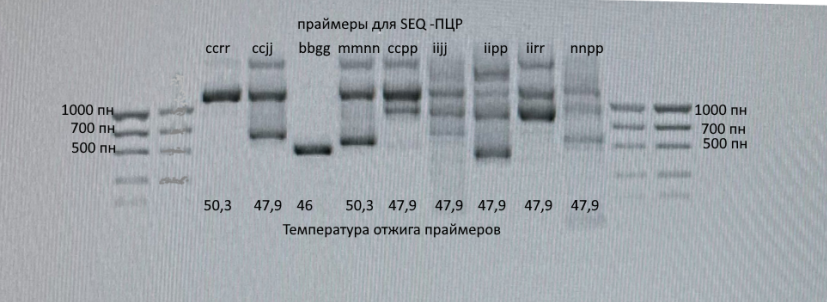 праймеры для SEQ -ПЦР
ccrr ccjj bbgg mmnn ccpp iijj iipp iirr nnpp
1000 пн 1000 пн
700 пн 700 пн
500 пн 500 пн
50,3 47,9 46 50,3 47,9 47,9 47,9 47,9 47,9
Температура отжига праймеров